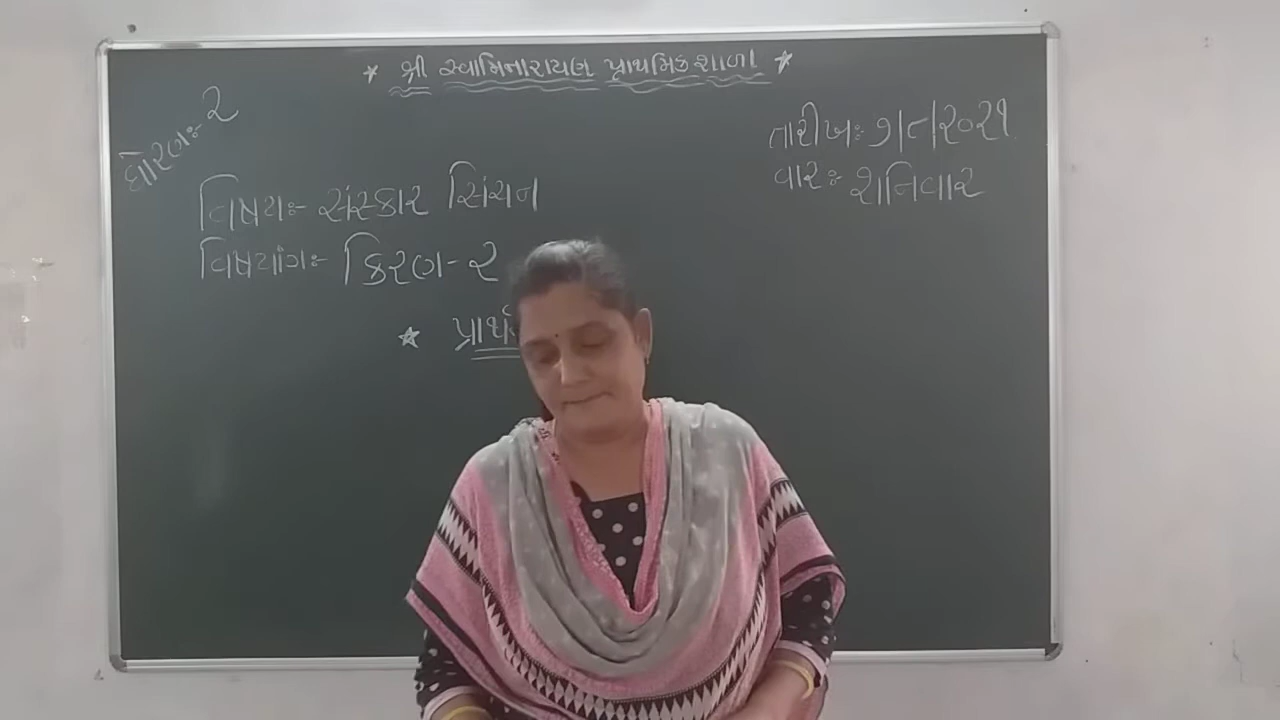 * શ્રી સ્વામિનારાયણ પ્રાથમિક શાળા *
ધોરણઃ- ૨
તારીખઃ ૭/૮/૨૦૨૧
વારઃ શનિવાર
વિષયઃ- સંસ્કાર સિંચન
વિષયાંગઃ- કિરણ-૨